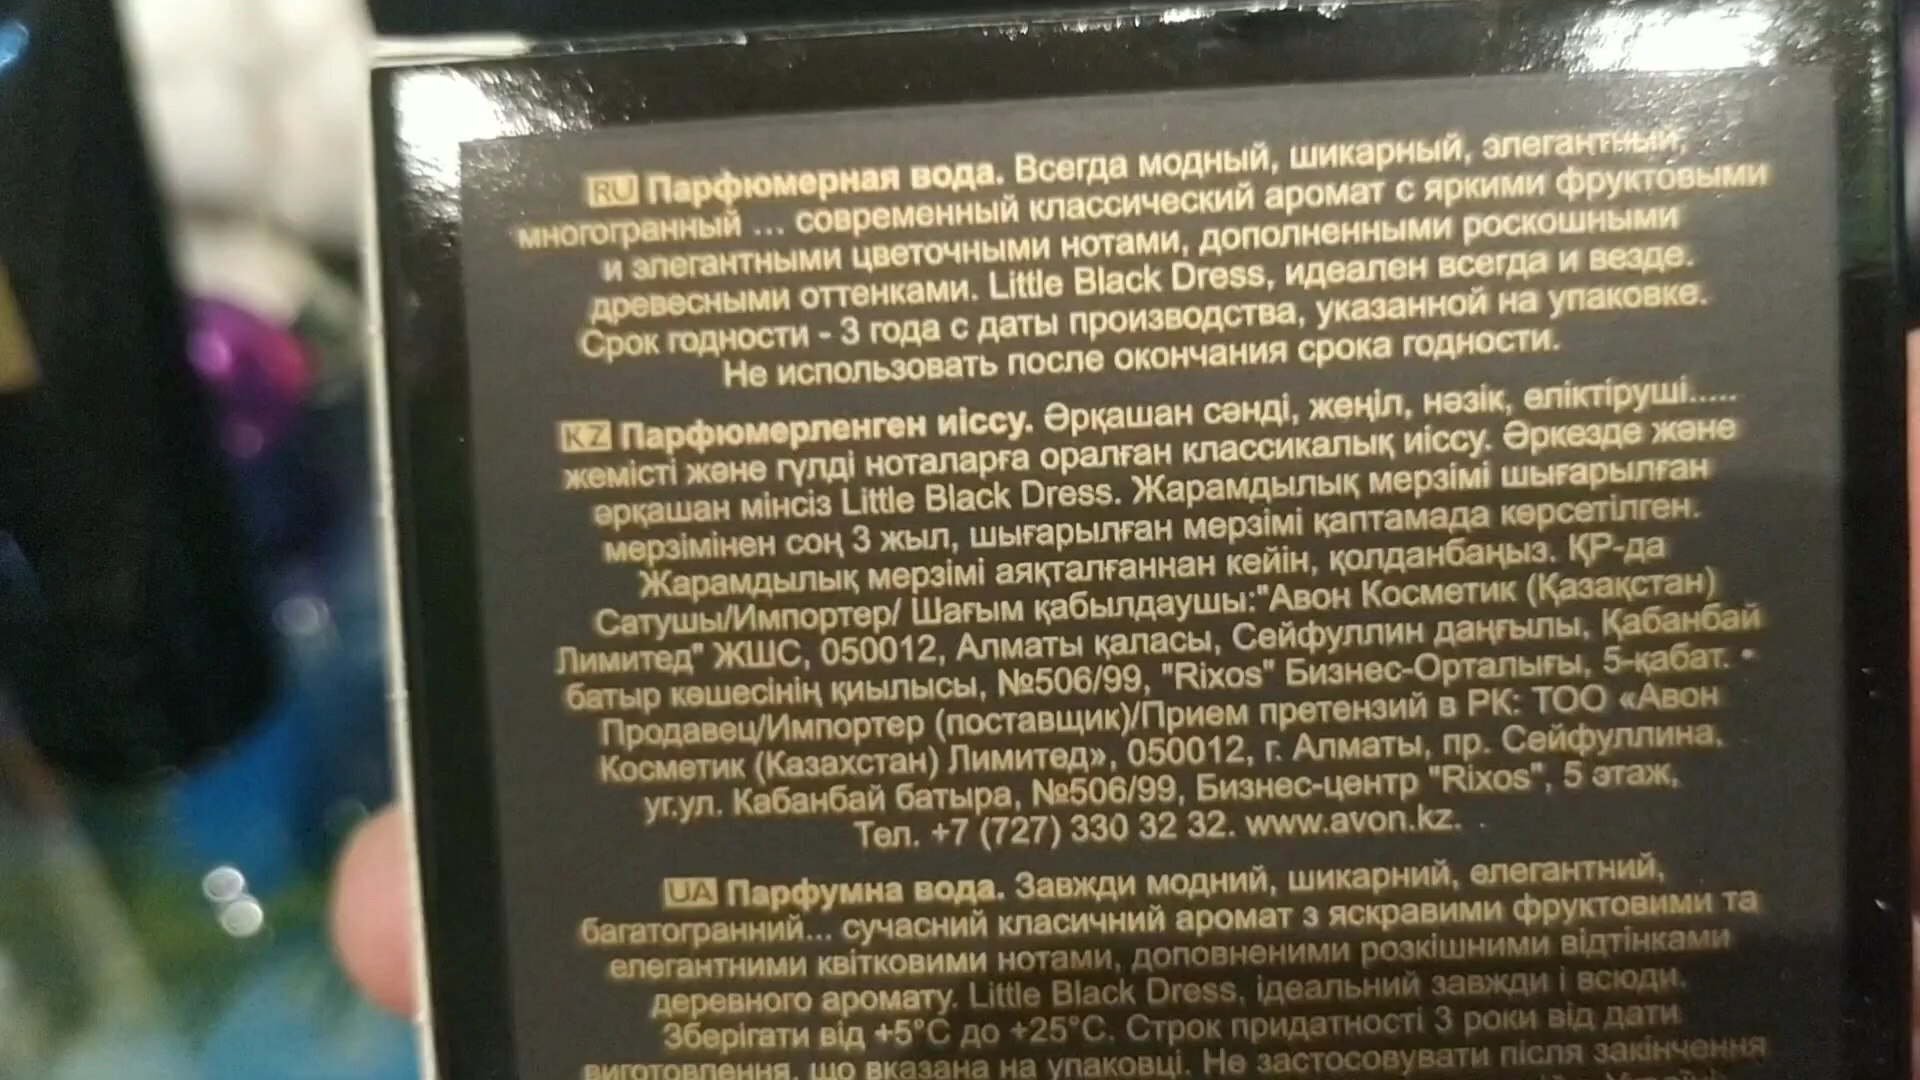 RU Парфюмерная вода. Всегда модный, шикарный, элегантный,
многогранный ... современный классический аромат с яркими фруктовыми
и элегантными цветочными нотами, дополненными роскошными
древесными оттенками. Little Black Dress, идеален всегда и везде.
Срок годности - 3 года с даты производства, указанной на упаковке.
Не использовать после окончания срока годности.
KZ Парфюмерленген иіссу. Әрқашан сәнді, жеңіл, нәзік, еліктіруші.....
жемісті және гүлді ноталарға оралған классикалық иіссу. Әркезде және
әрқашан мінсіз Little Black Dress. Жарамдылық мерзімі шығарылған
мерзімінен соң 3 жыл, шығарылған мерзімі қаптамада көрсетілген.
Жарамдылық мерзімі аяқталғаннан кейін, қолданбаңыз. ҚР-да
Сатушы/Импортер/ Шағым қабылдаушы:"Авон Косметик (Қазақстан)
Лимитед" ЖШС, 050012, Алматы қаласы, Сейфуллин даңғылы, Қабанбай
батыр көшесінің қиылысы, №506/99, "Rixos" Бизнес-Орталығы, 5-қабат. •
Продавец/Импортер (поставщик)/Прием претензий в РК: ТОО «Авон
Косметик (Казахстан) Лимитед», 050012, г. Алматы, пр. Сейфуллина,
уг.ул. Кабанбай батыра, №506/99, Бизнес-центр "Rixos", 5 этаж,
Тел. +7 (727) 330 32 32. www.avon.kz.
UA Парфумна вода. Завжди модний, шикарний, елегантний,
багатогранний... сучасний класичний аромат з яскравими фруктовими та
елегантними квітковими нотами, доповненими розкішними відтінками
деревного аромату. Little Black Dress, ідеальний завжди і всюди.
Зберігати від +5°C до +25°C. Строк придатності 3 роки від дати
виготовлення, що вказана на упаковці. Не застосовувати після закінчення